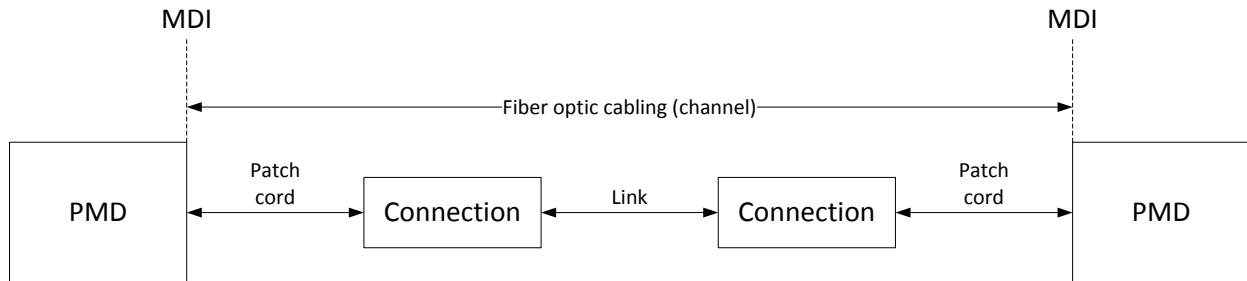 MDI
MDI
Fiber optic cabling (channel)
PMD
Patch
cord
Connection
Link
Connection
Patch
cord
PMD